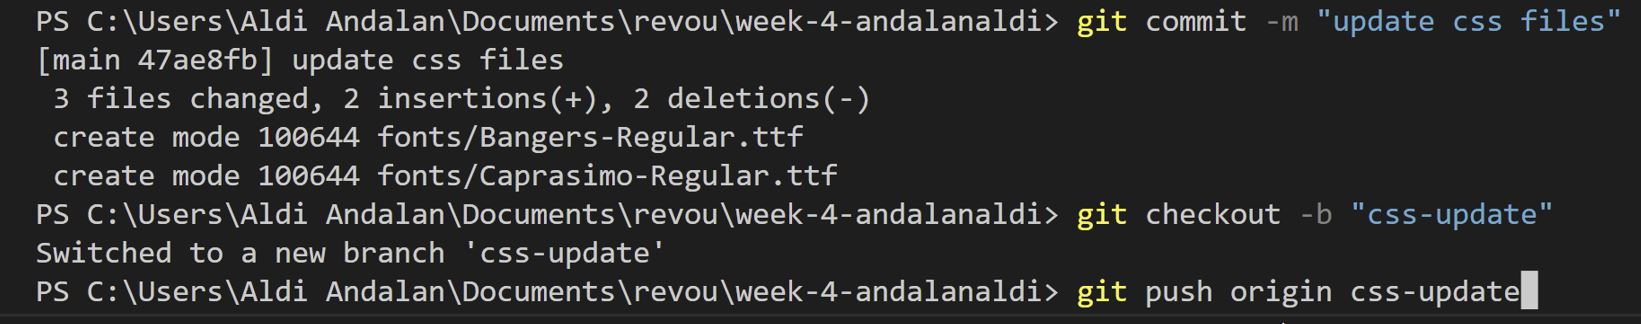 PS C:\Users\Aldi Andalan\Documents\revou\week-4-andalanaldi> git commit -m "update css files"
[main 47ae8fb] update css files
 3 files changed, 2 insertions(+), 2 deletions(-)
 create mode 100644 fonts/Bangers-Regular.ttf
 create mode 100644 fonts/Caprasimo-Regular.ttf
PS C:\Users\Aldi Andalan\Documents\revou\week-4-andalanaldi> git checkout -b "css-update"
Switched to a new branch 'css-update'
PS C:\Users\Aldi Andalan\Documents\revou\week-4-andalanaldi> git push origin css-update